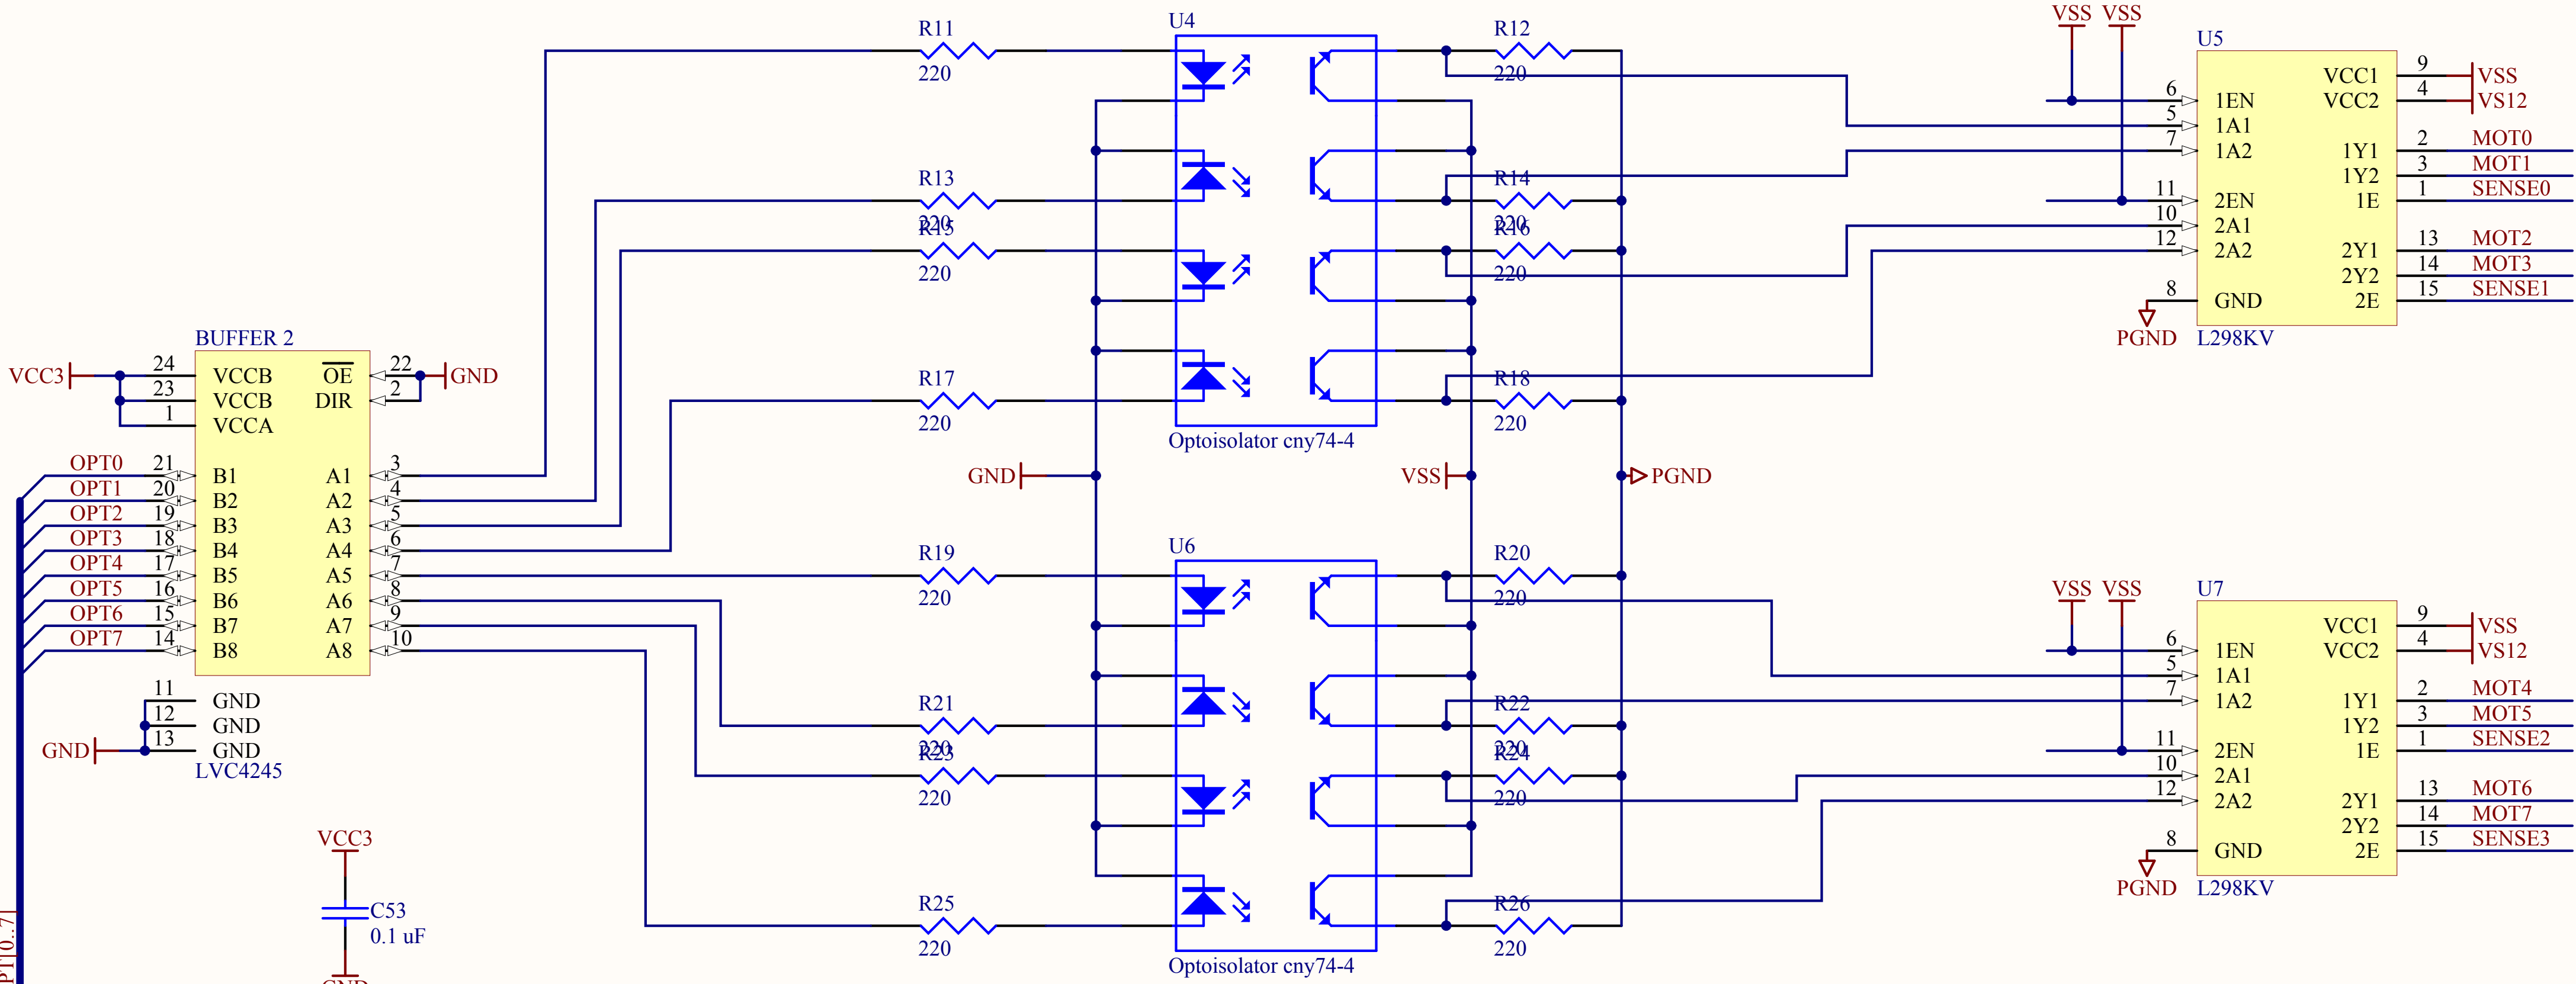 BUFFER 2
VCC3
24 VCCB
23 VCCB
1 VCCA
OE 22 GND
DIR 2
OPT0 21 B1 A1 3
OPT1 20 B2 A2 4
OPT2 19 B3 A3 5
OPT3 18 B4 A4 6
OPT4 17 B5 A5 7
OPT5 16 B6 A6 8
OPT6 15 B7 A7 9
OPT7 14 B8 A8 10
11 GND
12 GND
GND 13 GND
LVC4245
VCC3
C53
0.1 uF
R11
220
R13
220
R15
220
R17
220
GND
R19
220
R21
220
R23
220
R25
220
U4
Optoisolator cny74-4
U6
Optoisolator cny74-4
R12
220
R14
220
R16
220
R18
220
VSS
PGND
R20
220
R22
220
R24
220
R26
220
VSS VSS
U5
6 1EN
5 1A1
7 1A2
11 2EN
10 2A1
12 2A2
8 GND
PGND
VCC1 9 VSS
VCC2 4 VS12
1Y1 2 MOT0
1Y2 3 MOT1
1E 1 SENSE0
2Y1 13 MOT2
2Y2 14 MOT3
2E 15 SENSE1
L298KV
VSS VSS
U7
6 1EN
5 1A1
7 1A2
11 2EN
10 2A1
12 2A2
8 GND
PGND
VCC1 9 VSS
VCC2 4 VS12
1Y1 2 MOT4
1Y2 3 MOT5
1E 1 SENSE2
2Y1 13 MOT6
2Y2 14 MOT7
2E 15 SENSE3
L298KV